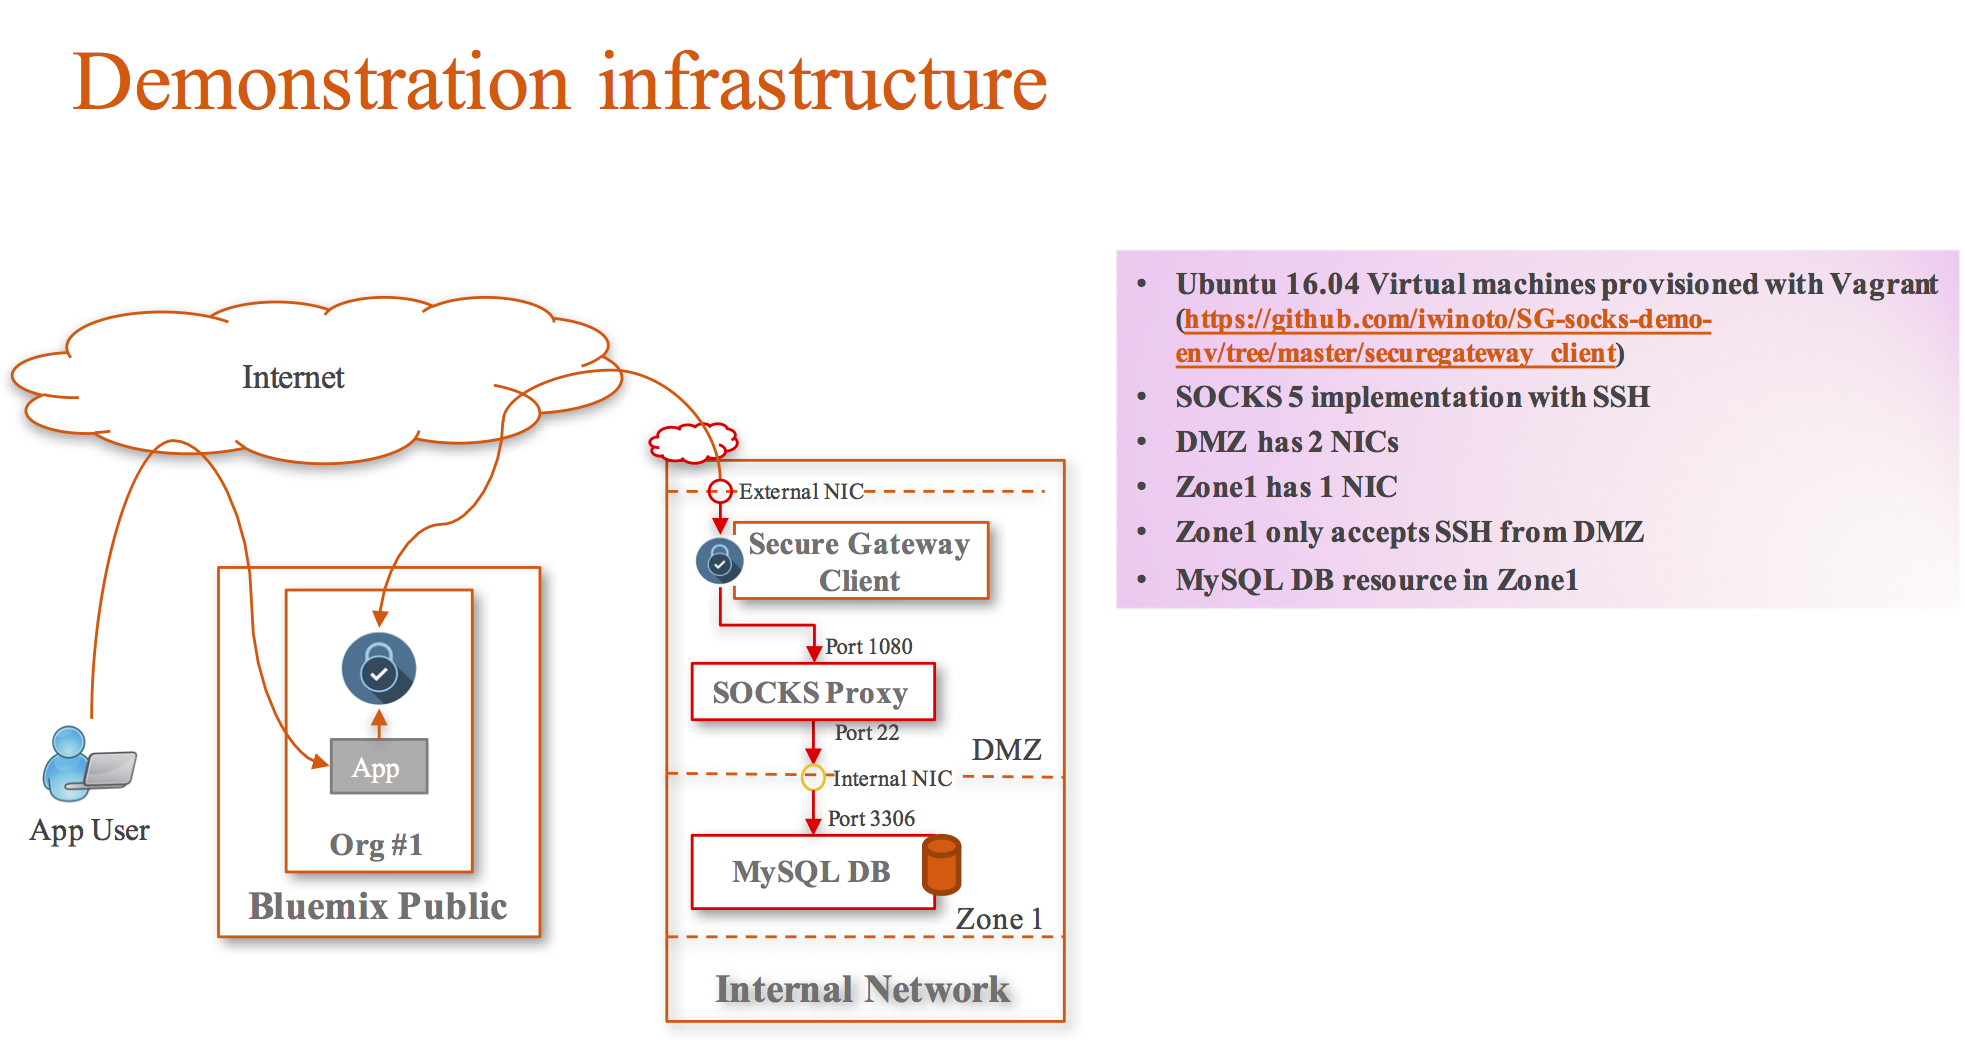 Demonstration infrastructure
Internet
App User
App
Org #1
Bluemix Public
External NIC
Secure Gateway
Client
Port 1080
SOCKS Proxy
Port 22
DMZ
Internal NIC
Port 3306
MySQL DB
Zone 1
Internal Network
• Ubuntu 16.04 Virtual machines provisioned with Vagrant
(https://github.com/iwinoto/SG-socks-demo-
env/tree/master/securegateway_client)
• SOCKS 5 implementation with SSH
• DMZ has 2 NICs
• Zone1 has 1 NIC
• Zone1 only accepts SSH from DMZ
• MySQL DB resource in Zone1